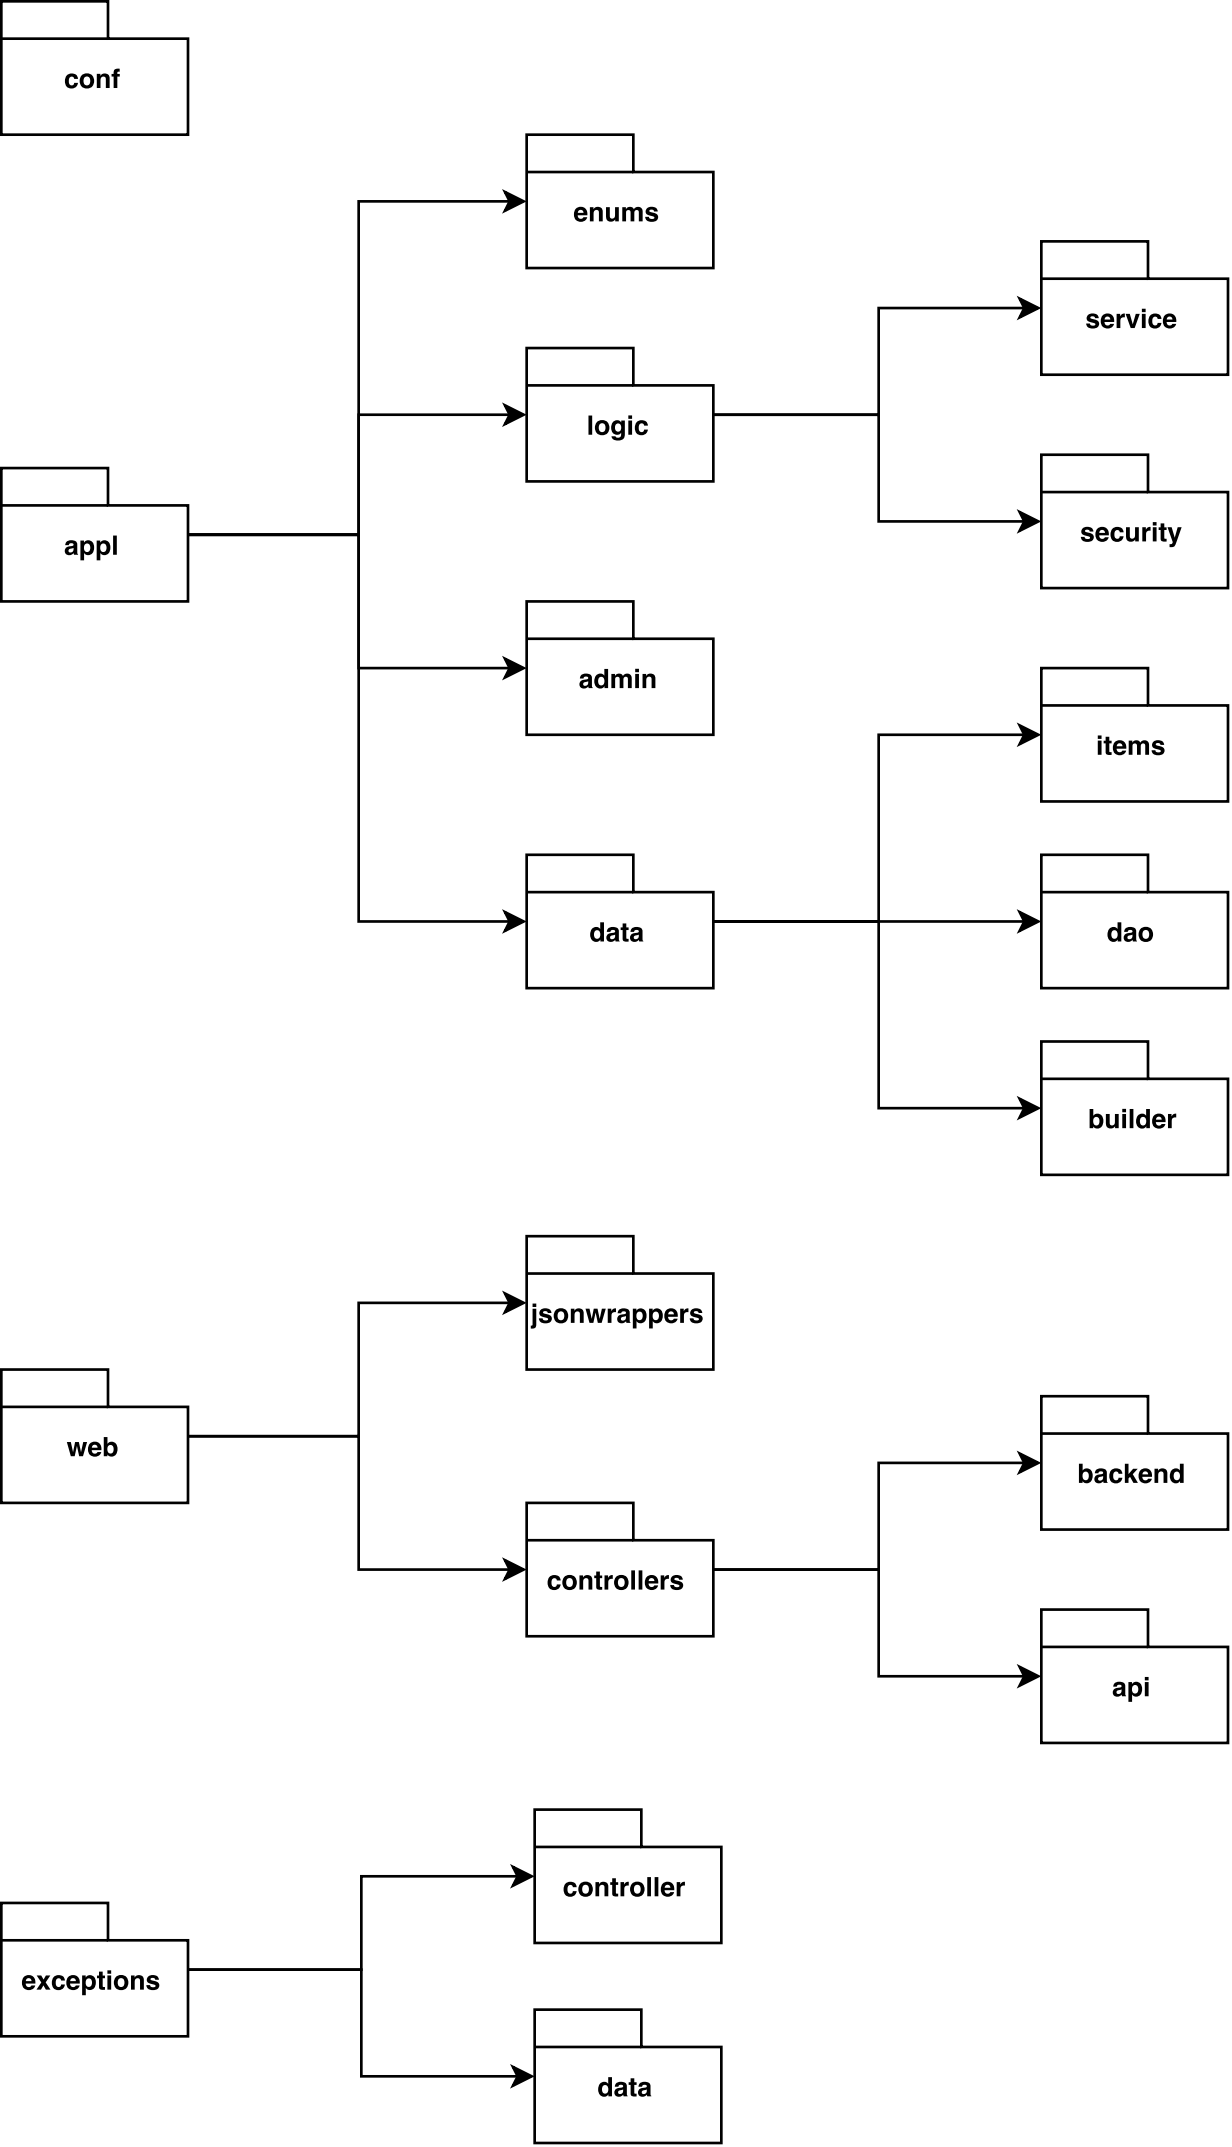 conf
enums
service
logic
security
appl
admin
items
data
dao
builder
jsonwrappers
web
backend
controllers
api
controller
exceptions
data